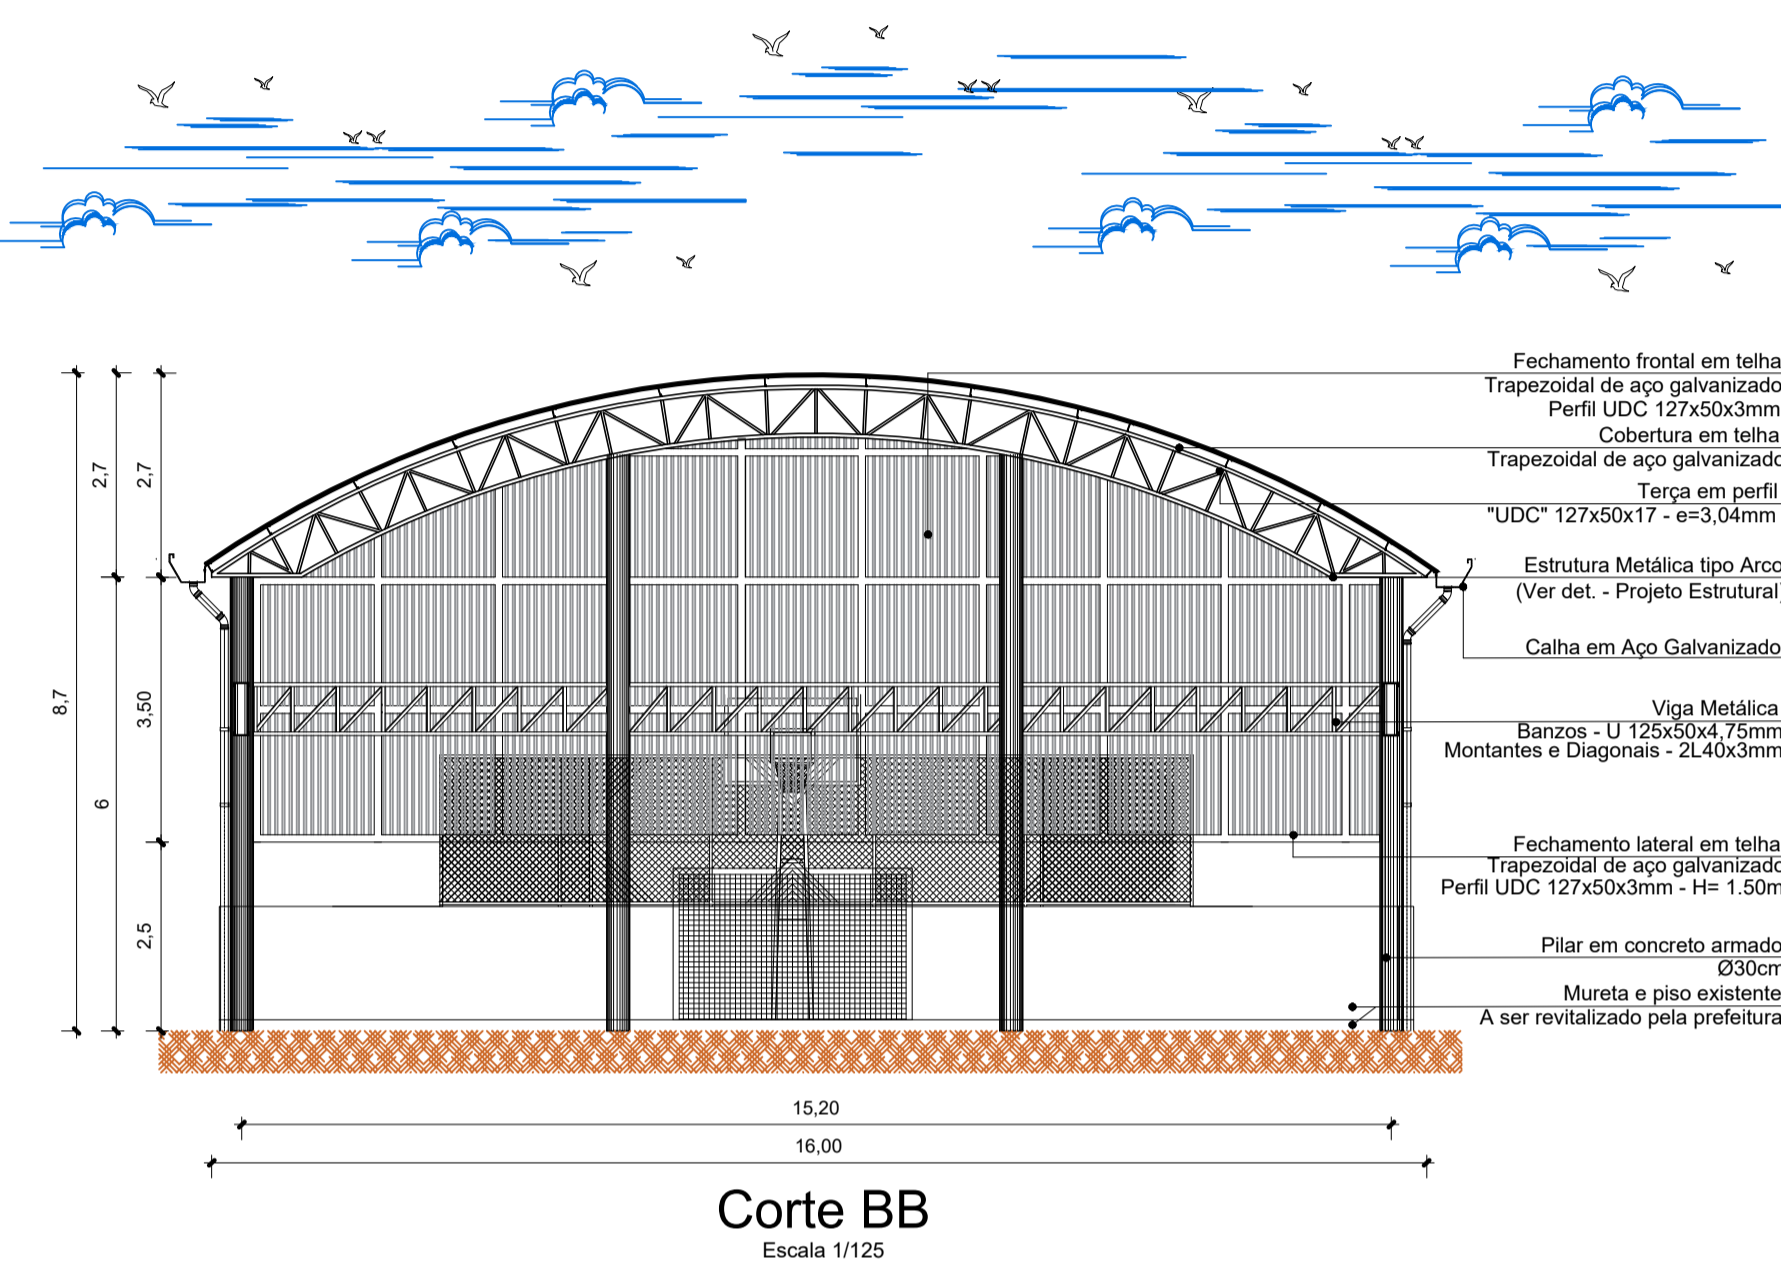 Fechamento frontal em telha
Trapezoidal de aço galvanizado
Perfil UDC 127x50x3mm
Cobertura em telha
Trapezoidal de aço galvanizado
Terça em perfil
"UDC" 127x50x17 - e=3,04mm
Estrutura Metálica tipo Arco
(Ver det. - Projeto Estrutural)
Calha em Aço Galvanizado
Viga Metálica
Banzos - U 125x50x4,75mm
Montantes e Diagonais - 2L40x3mm
Fechamento lateral em telha
Trapezoidal de aço galvanizado
Perfil UDC 127x50x3mm - H= 1.50m
Pilar em concreto armado
Ø30cm
Mureta e piso existente
A ser revitalizado pela prefeitura
8,7
2,7
6
2,7
3,50
2,5
15,20
16,00
Corte BB
Escala 1/125